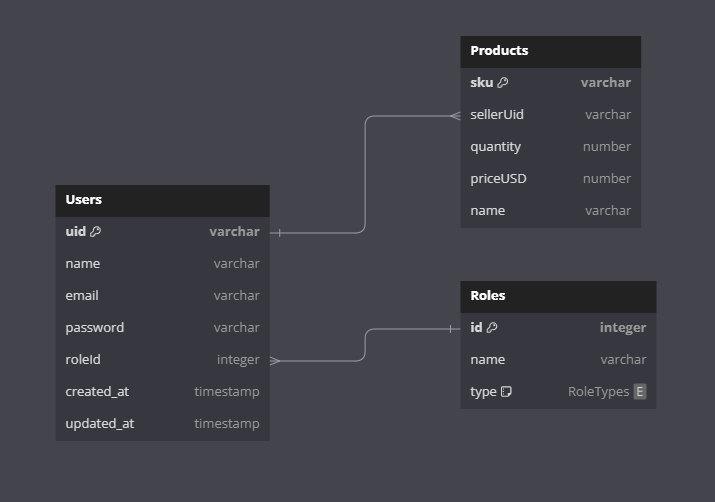 Products
sku varchar
sellerUid varchar
quantity number
priceUSD number
name varchar
Users
uid varchar
name varchar
email varchar
password varchar
roleId integer
created_at timestamp
updated_at timestamp
Roles
id integer
name varchar
type RoleTypes E